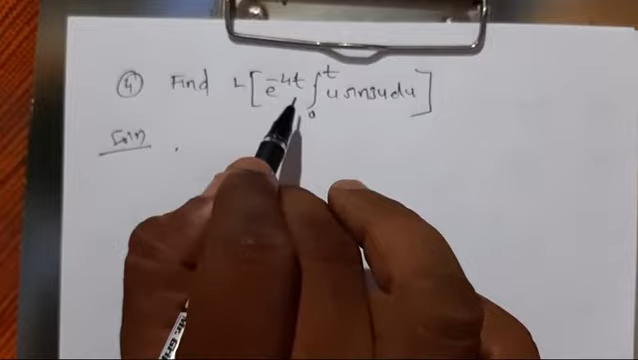 ④ Find L[e^{-4t} ∫_0^t u sin3u du]
Soln .